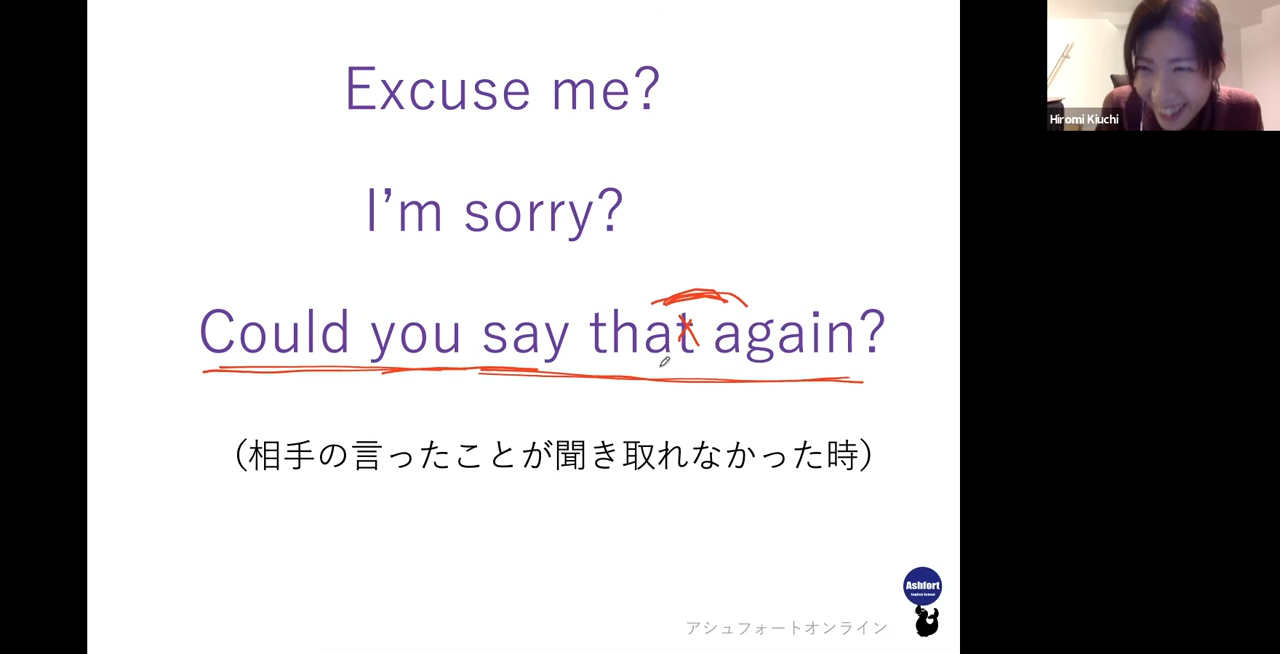 Excuse me?
Hiromi Kiuchi
I’m sorry?
Could you say that again?
（相手の言ったことが聞き取れなかった時）
Ashfort
English School
アシュフォートオンライン